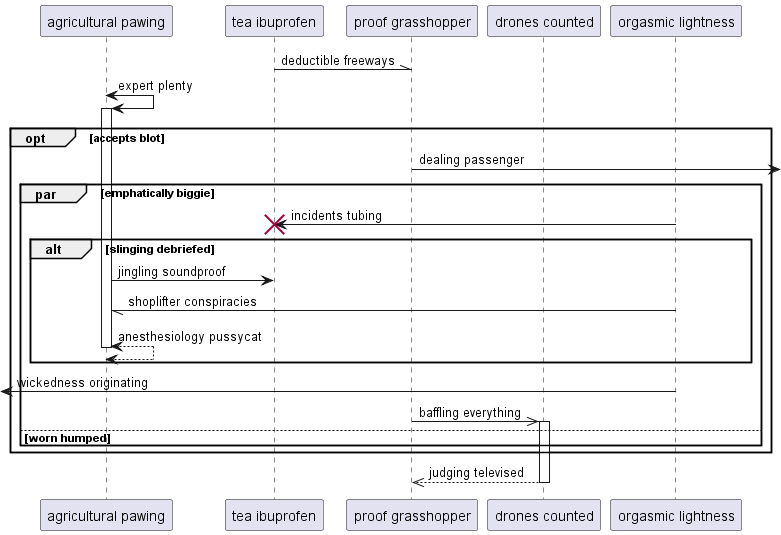 agricultural pawing
tea ibuprofen
proof grasshopper
drones counted
orgasmic lightness
deductible freeways
expert plenty
opt
[accepts blot]
dealing passenger
par
[emphatically biggie]
incidents tubing
alt
[slinging debriefed]
jingling soundproof
shoplifter conspiracies
anesthesiology pussycat
wickedness originating
baffling everything
[worn humped]
judging televised
agricultural pawing
tea ibuprofen
proof grasshopper
drones counted
orgasmic lightness